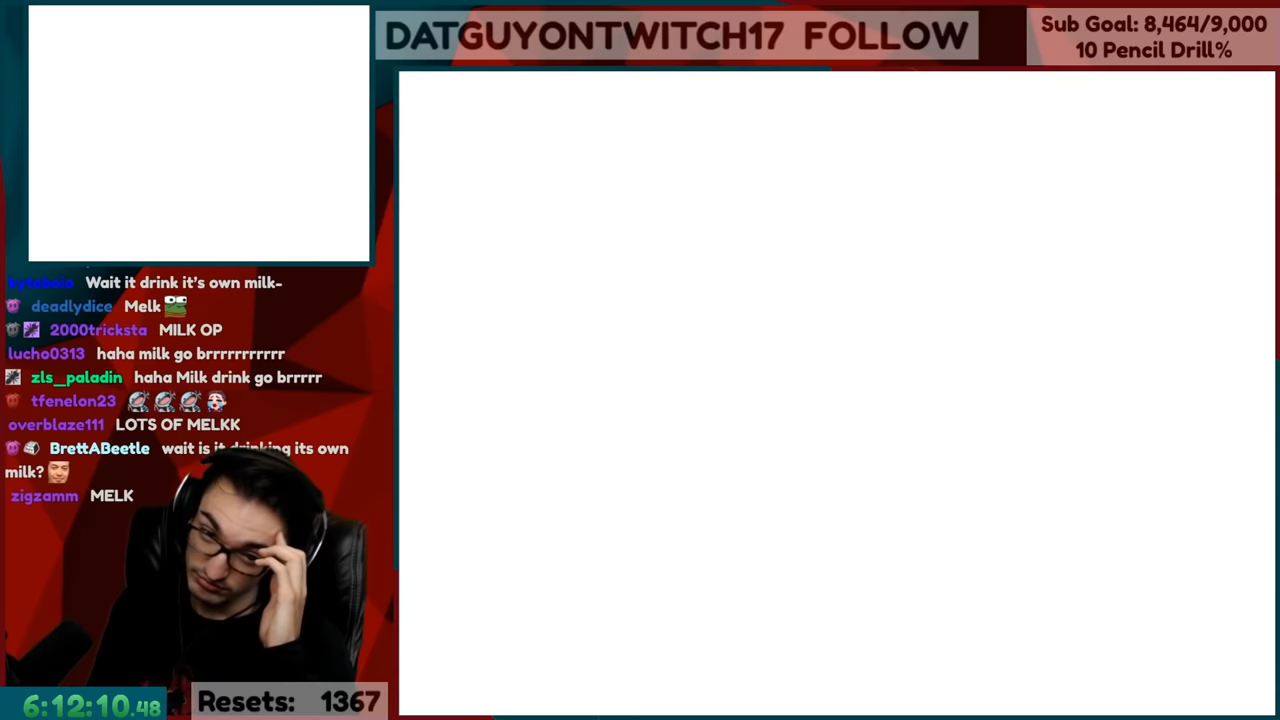 DATGUYONTWITCH17 FOLLOW
Sub Goal: 8,464/9,000
10 Pencil Drill%
kyteboio Wait it drink it's own milk-
deadlydice Melk
2000tricksta MILK OP
lucho0313 haha milk go brrrrrrrrrrr
zls_paladin haha Milk drink go brrrrr
tfenelon23
overblaze111 LOTS OF MELKK
BrettABeetle wait is it drinking its own
milk?
zigzamm MELK
6:12:10.48
Resets: 1367